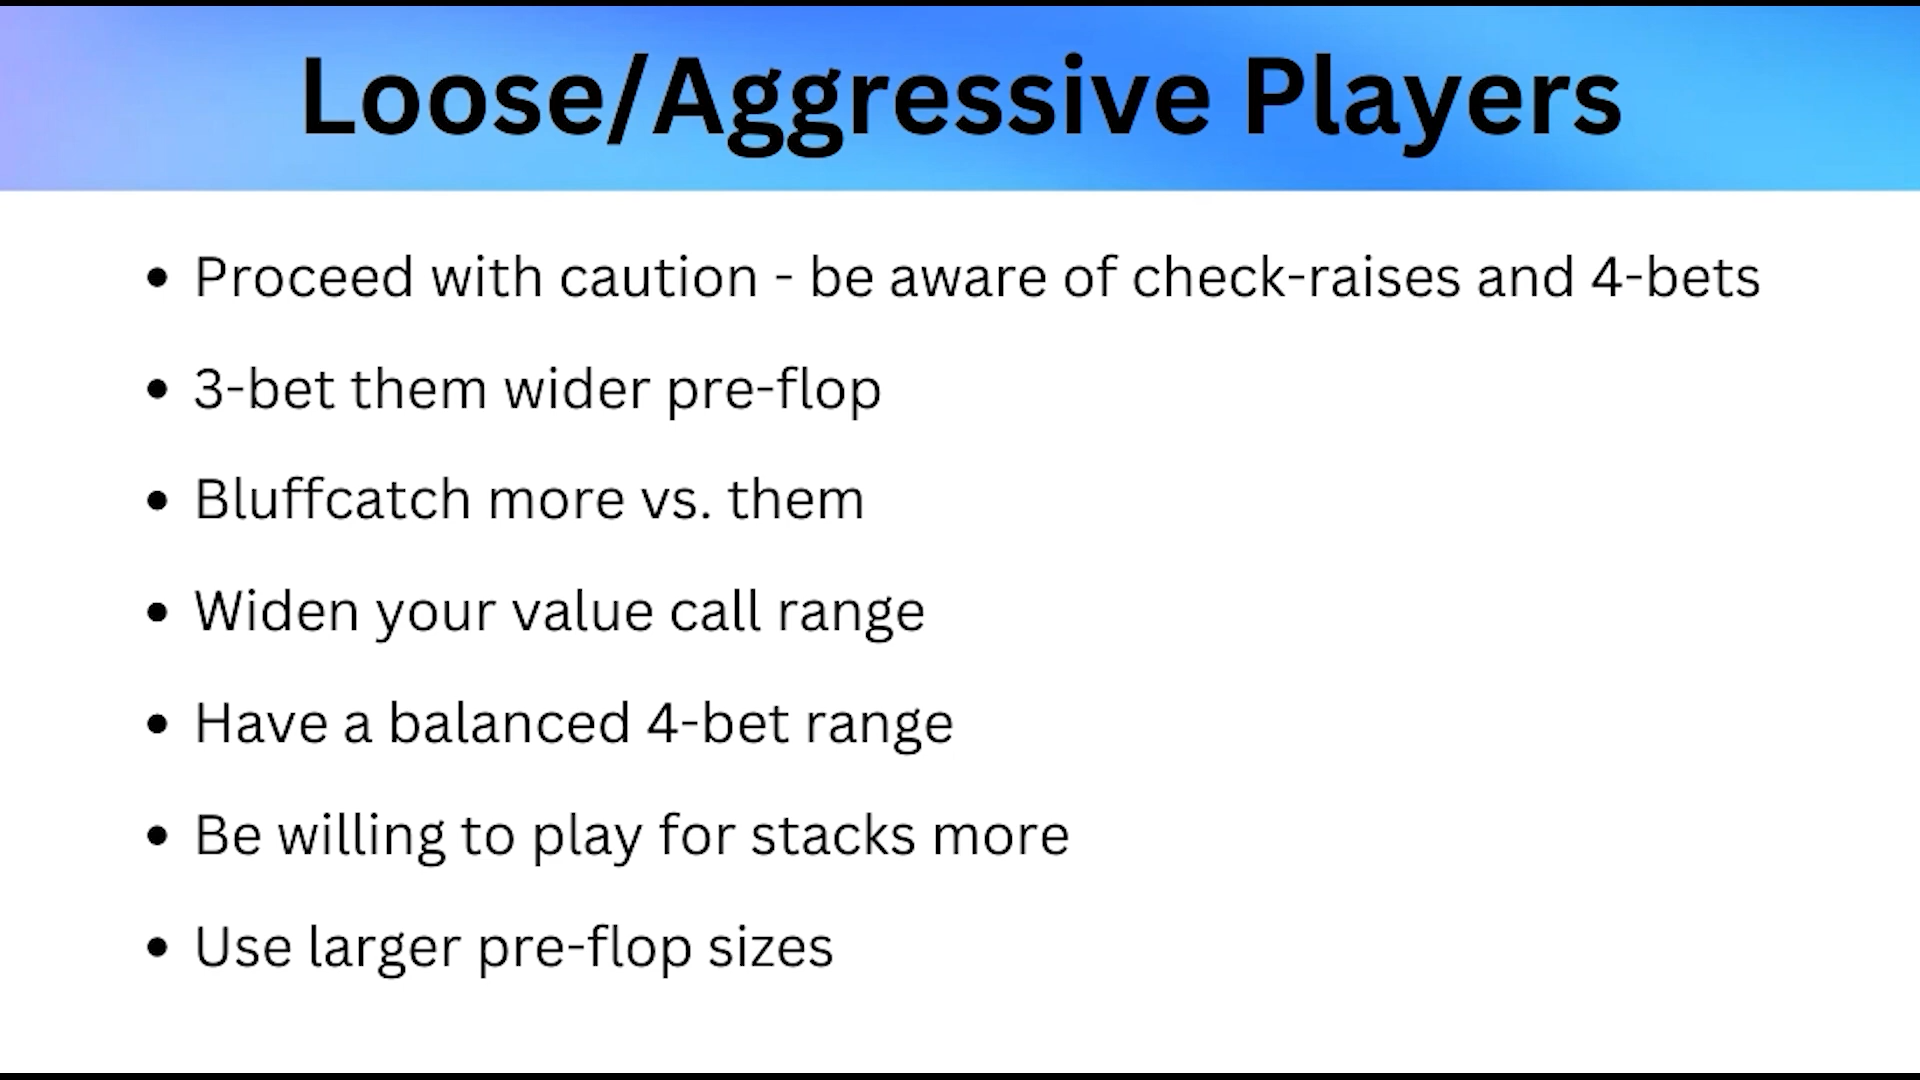 Loose/Aggressive Players
• Proceed with caution - be aware of check-raises and 4-bets
• 3-bet them wider pre-flop
• Bluffcatch more vs. them
• Widen your value call range
• Have a balanced 4-bet range
• Be willing to play for stacks more
• Use larger pre-flop sizes